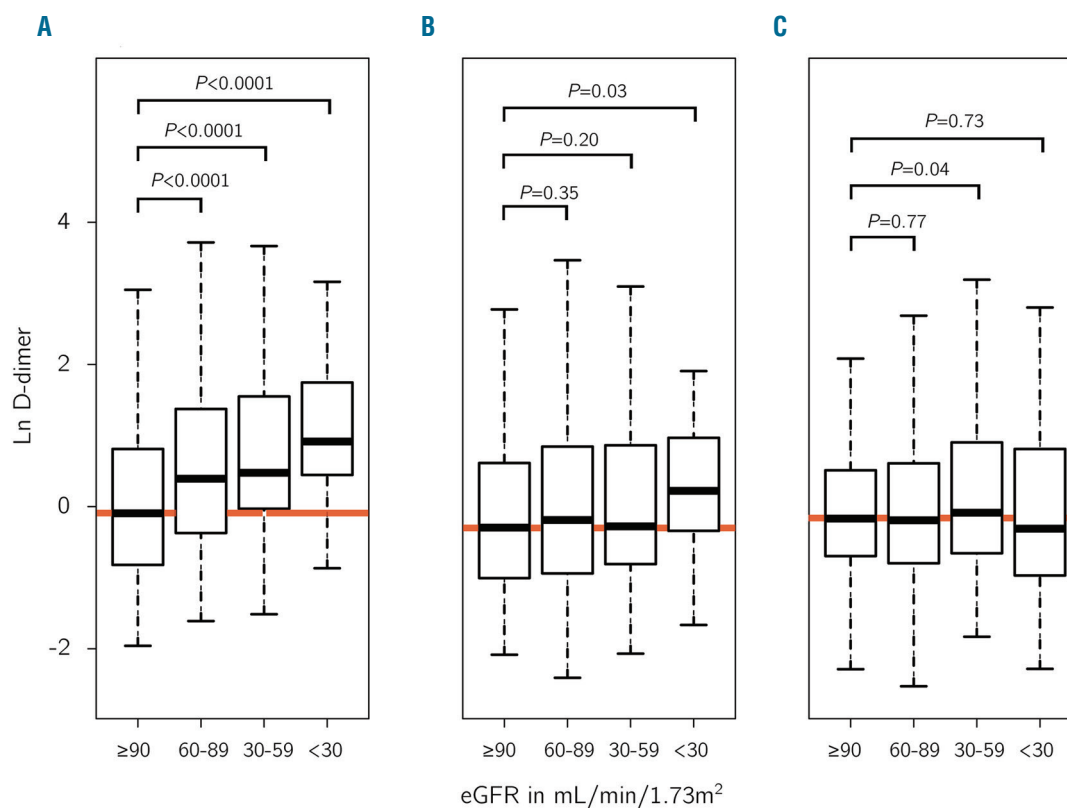 A
B
C
P<0.0001
P<0.0001
P<0.0001
P=0.03
P=0.20
P=0.35
P=0.73
P=0.04
P=0.77
Ln D-dimer
4
2
0
-2
≥90 60-89 30-59 <30
≥90 60-89 30-59 <30
≥90 60-89 30-59 <30
eGFR in mL/min/1.73m²